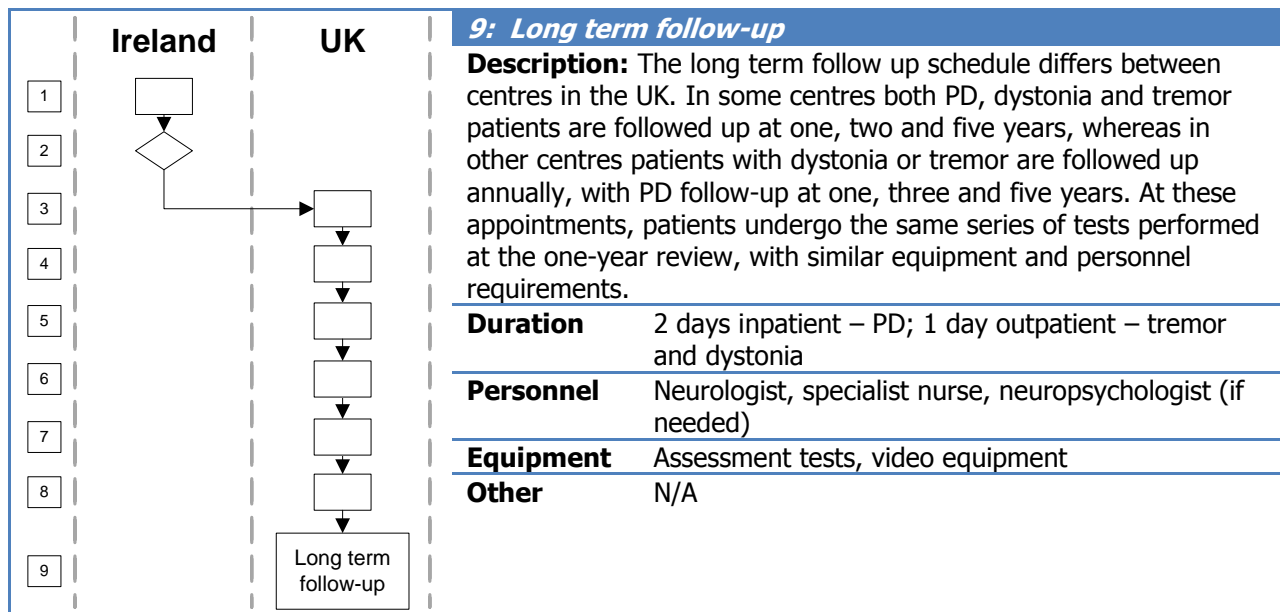 Ireland UK
1
2
3
4
5
6
7
8
9
Long term
follow-up
9: Long term follow-up
Description: The long term follow up schedule differs between
centres in the UK. In some centres both PD, dystonia and tremor
patients are followed up at one, two and five years, whereas in
other centres patients with dystonia or tremor are followed up
annually, with PD follow-up at one, three and five years. At these
appointments, patients undergo the same series of tests performed
at the one-year review, with similar equipment and personnel
requirements.
Duration 2 days inpatient – PD; 1 day outpatient – tremor
and dystonia
Personnel Neurologist, specialist nurse, neuropsychologist (if
needed)
Equipment Assessment tests, video equipment
Other N/A